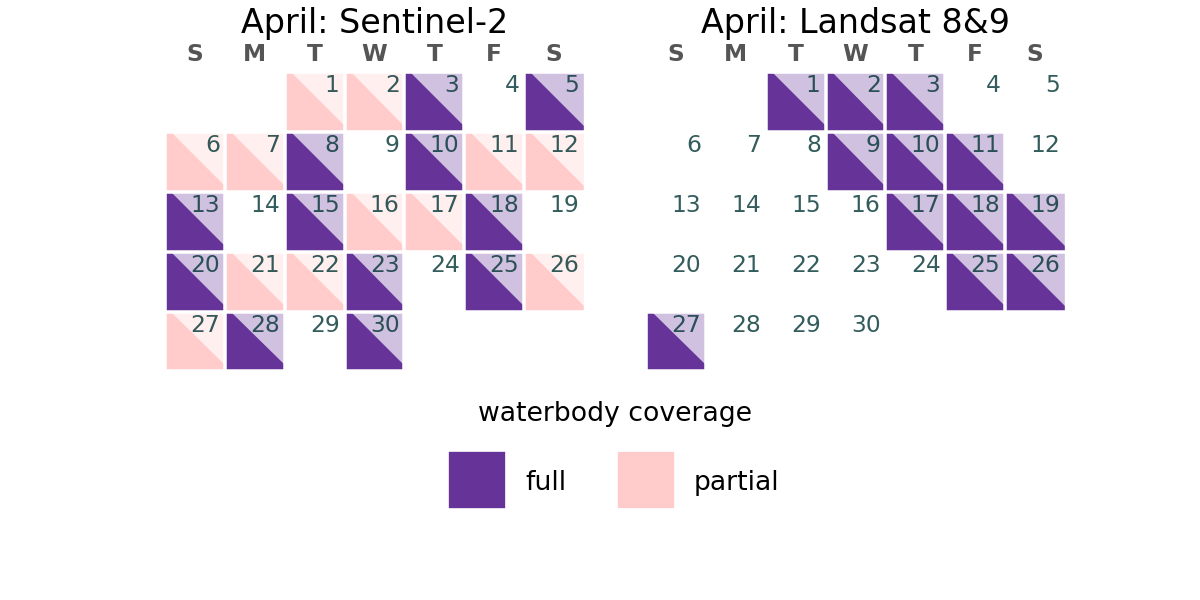 April: Sentinel-2
S M T W T F S
1 2 3 4 5
6 7 8 9 10 11 12
13 14 15 16 17 18 19
20 21 22 23 24 25 26
27 28 29 30
April: Landsat 8&9
S M T W T F S
1 2 3 4 5
6 7 8 9 10 11 12
13 14 15 16 17 18 19
20 21 22 23 24 25 26
27 28 29 30
waterbody coverage
full partial